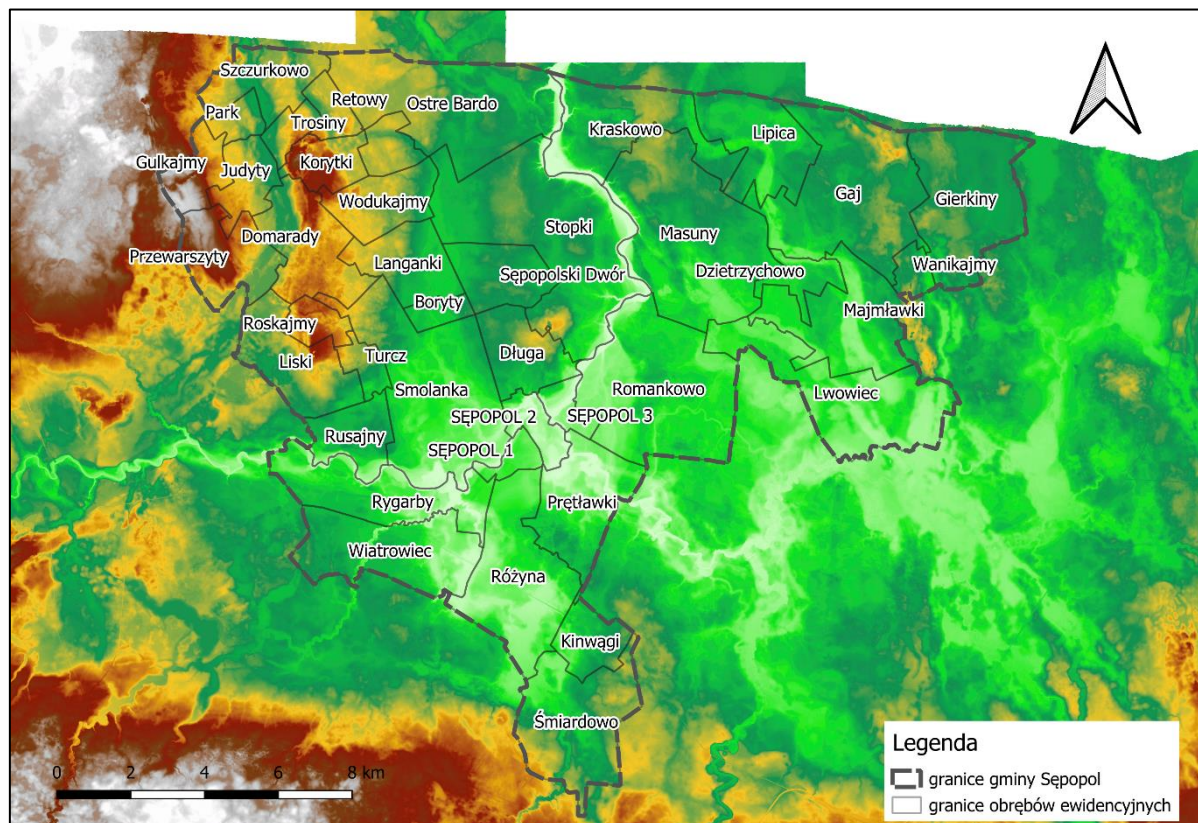 Szczurkowo
Park
Retowy
Ostre Bardo
Trosiny
Kraskowo
Lipica
Gulkajmy
Judyty
Korytki
Wodukajmy
Gaj
Gierkiny
Przewarszyty
Domarady
Stopki
Masuny
Langanki
Sępopolski Dwór
Dzietrzychowo
Wanikajmy
Boryty
Majmławki
Roskajmy
Liski
Turcz
Długa
Smolanka
Romankowo
Lwowiec
SĘPOPOL 2
SĘPOPOL 3
Rusajny
SĘPOPOL 1
Rygarby
Prętławki
Wiatrowiec
Różyna
Kinwągi
Śmiardowo
0 2 4 6 8 km
Legenda
granice gminy Sępopol
granice obrębów ewidencyjnych